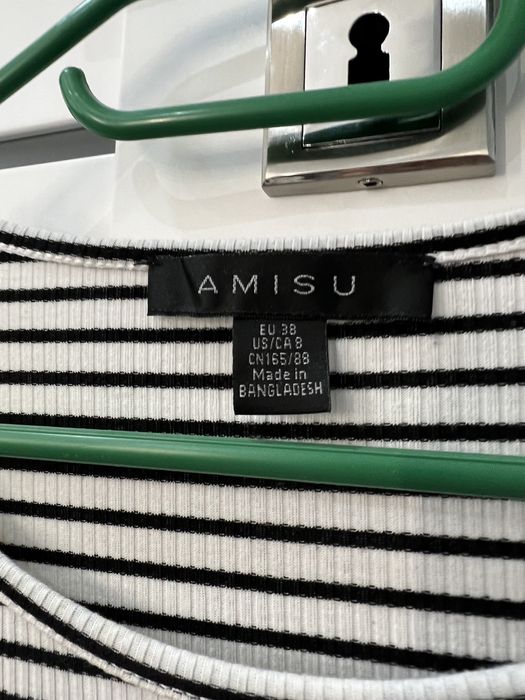 AMISU
EU 38
US/CA 8
CN165/88
Made in
BANGLADESH